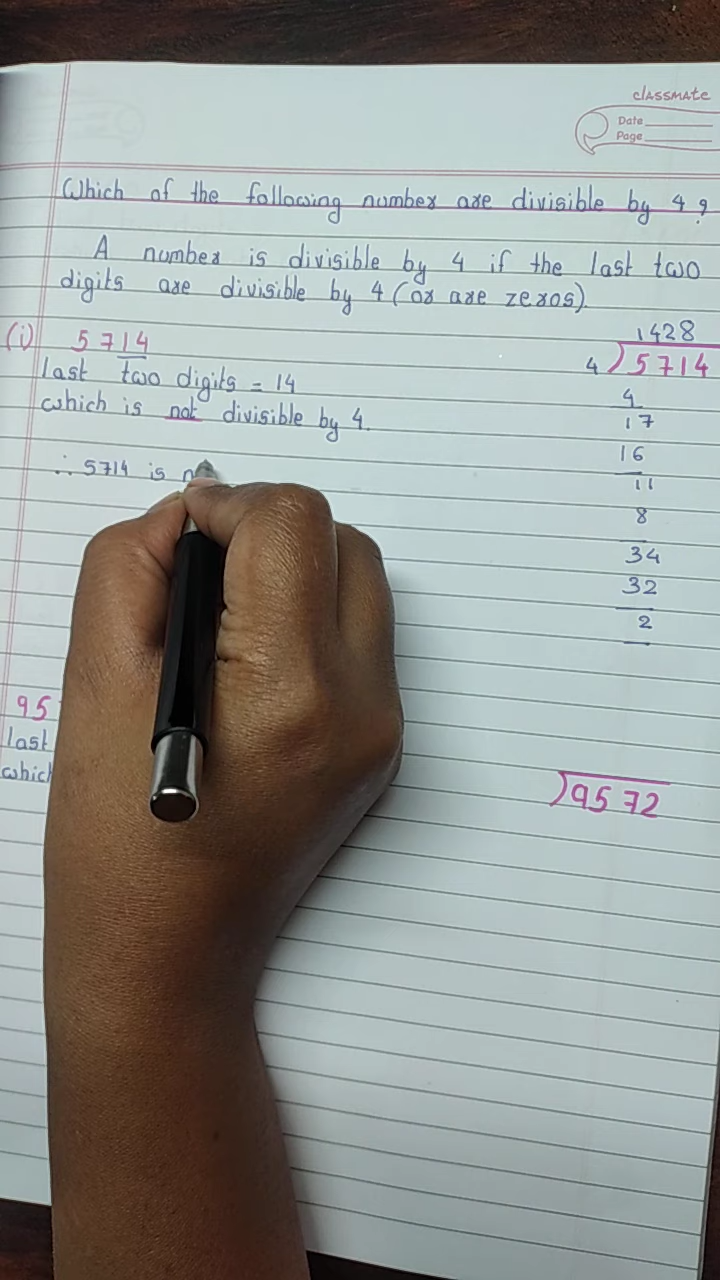 classmate
Date
Page
Which of the following number are divisible by 4?
A number is divisible by 4 if the last two
digits are divisible by 4 (or are zeros).
(i) 5714
last two digits = 14
which is not divisible by 4.
∴ 5714 is n
1428
4)5714
4
17
16
11
8
34
32
2
95
last
which
)9572